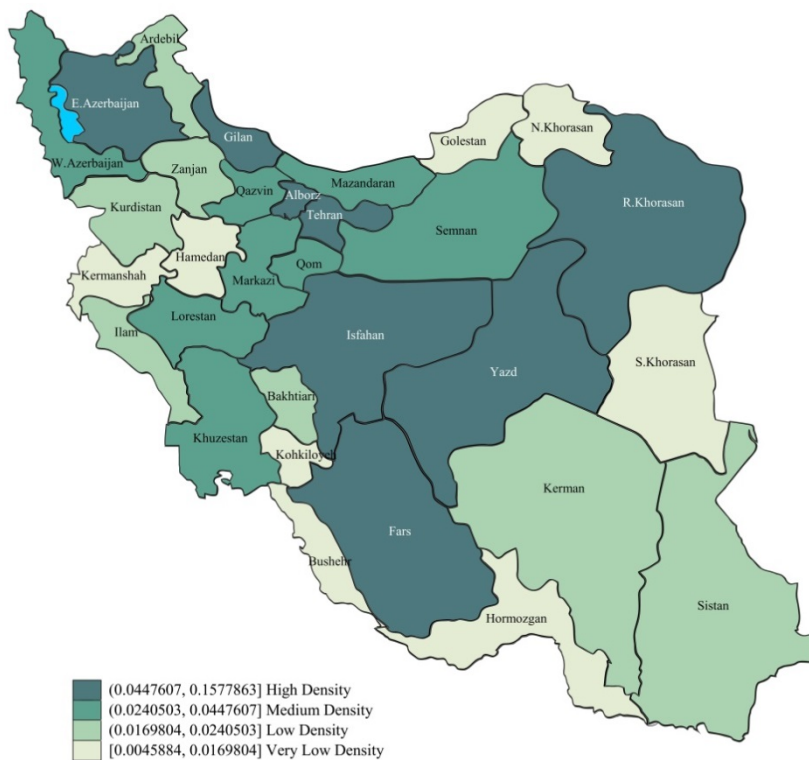 Ardebil
E.Azerbaijan
Gilan
Golestan
N.Khorasan
W.Azerbaijan
Zanjan
Qazvin
Alborz
Mazandaran
Tehran
R.Khorasan
Kurdistan
Semnan
Hamedan
Qom
Kermanshah
Markazi
Lorestan
Ilam
Isfahan
S.Khorasan
Yazd
Bakhtiari
Khuzestan
Kohkiloyeh
Kerman
Fars
Bushehr
Sistan
Hormozgan
(0.0447607, 0.1577863] High Density
(0.0240503, 0.0447607] Medium Density
(0.0169804, 0.0240503] Low Density
[0.0045884, 0.0169804] Very Low Density